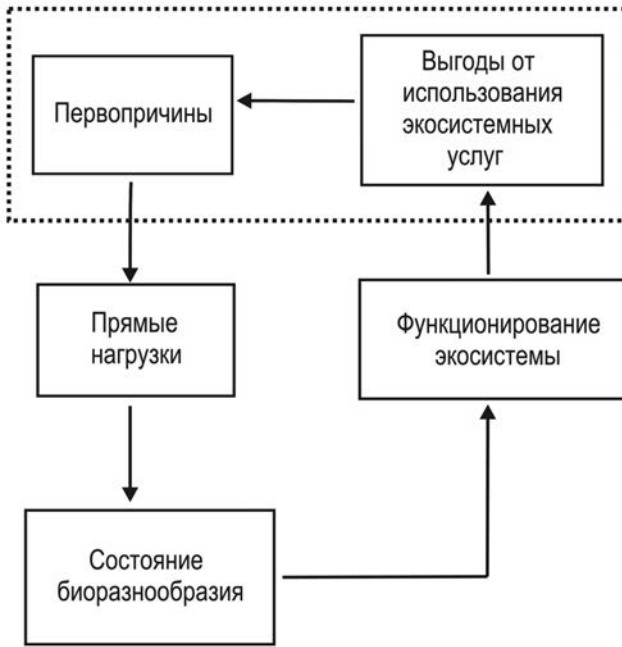 Первопричины
Выгоды от
использования
экосистемных
услуг
Прямые
нагрузки
Функционирование
экосистемы
Состояние
биоразнообразия